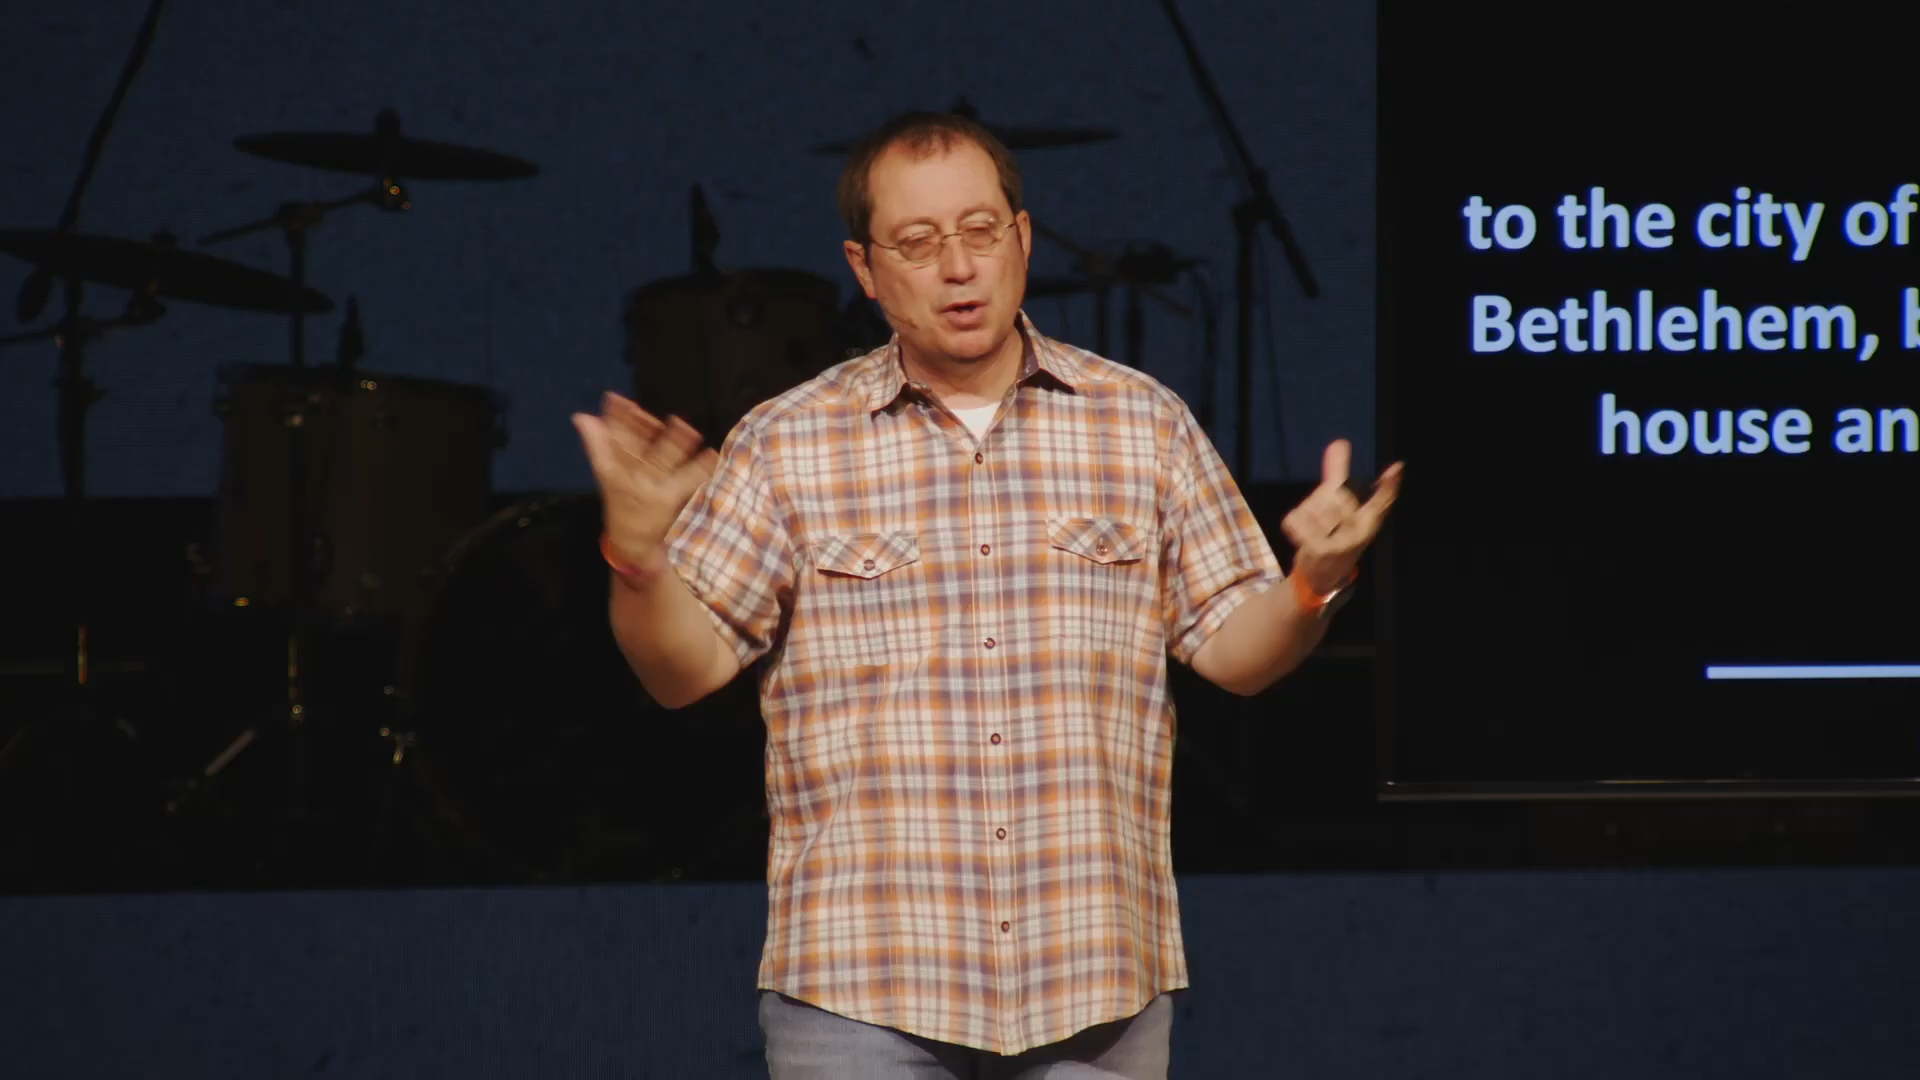 to the city of
Bethlehem,
house an